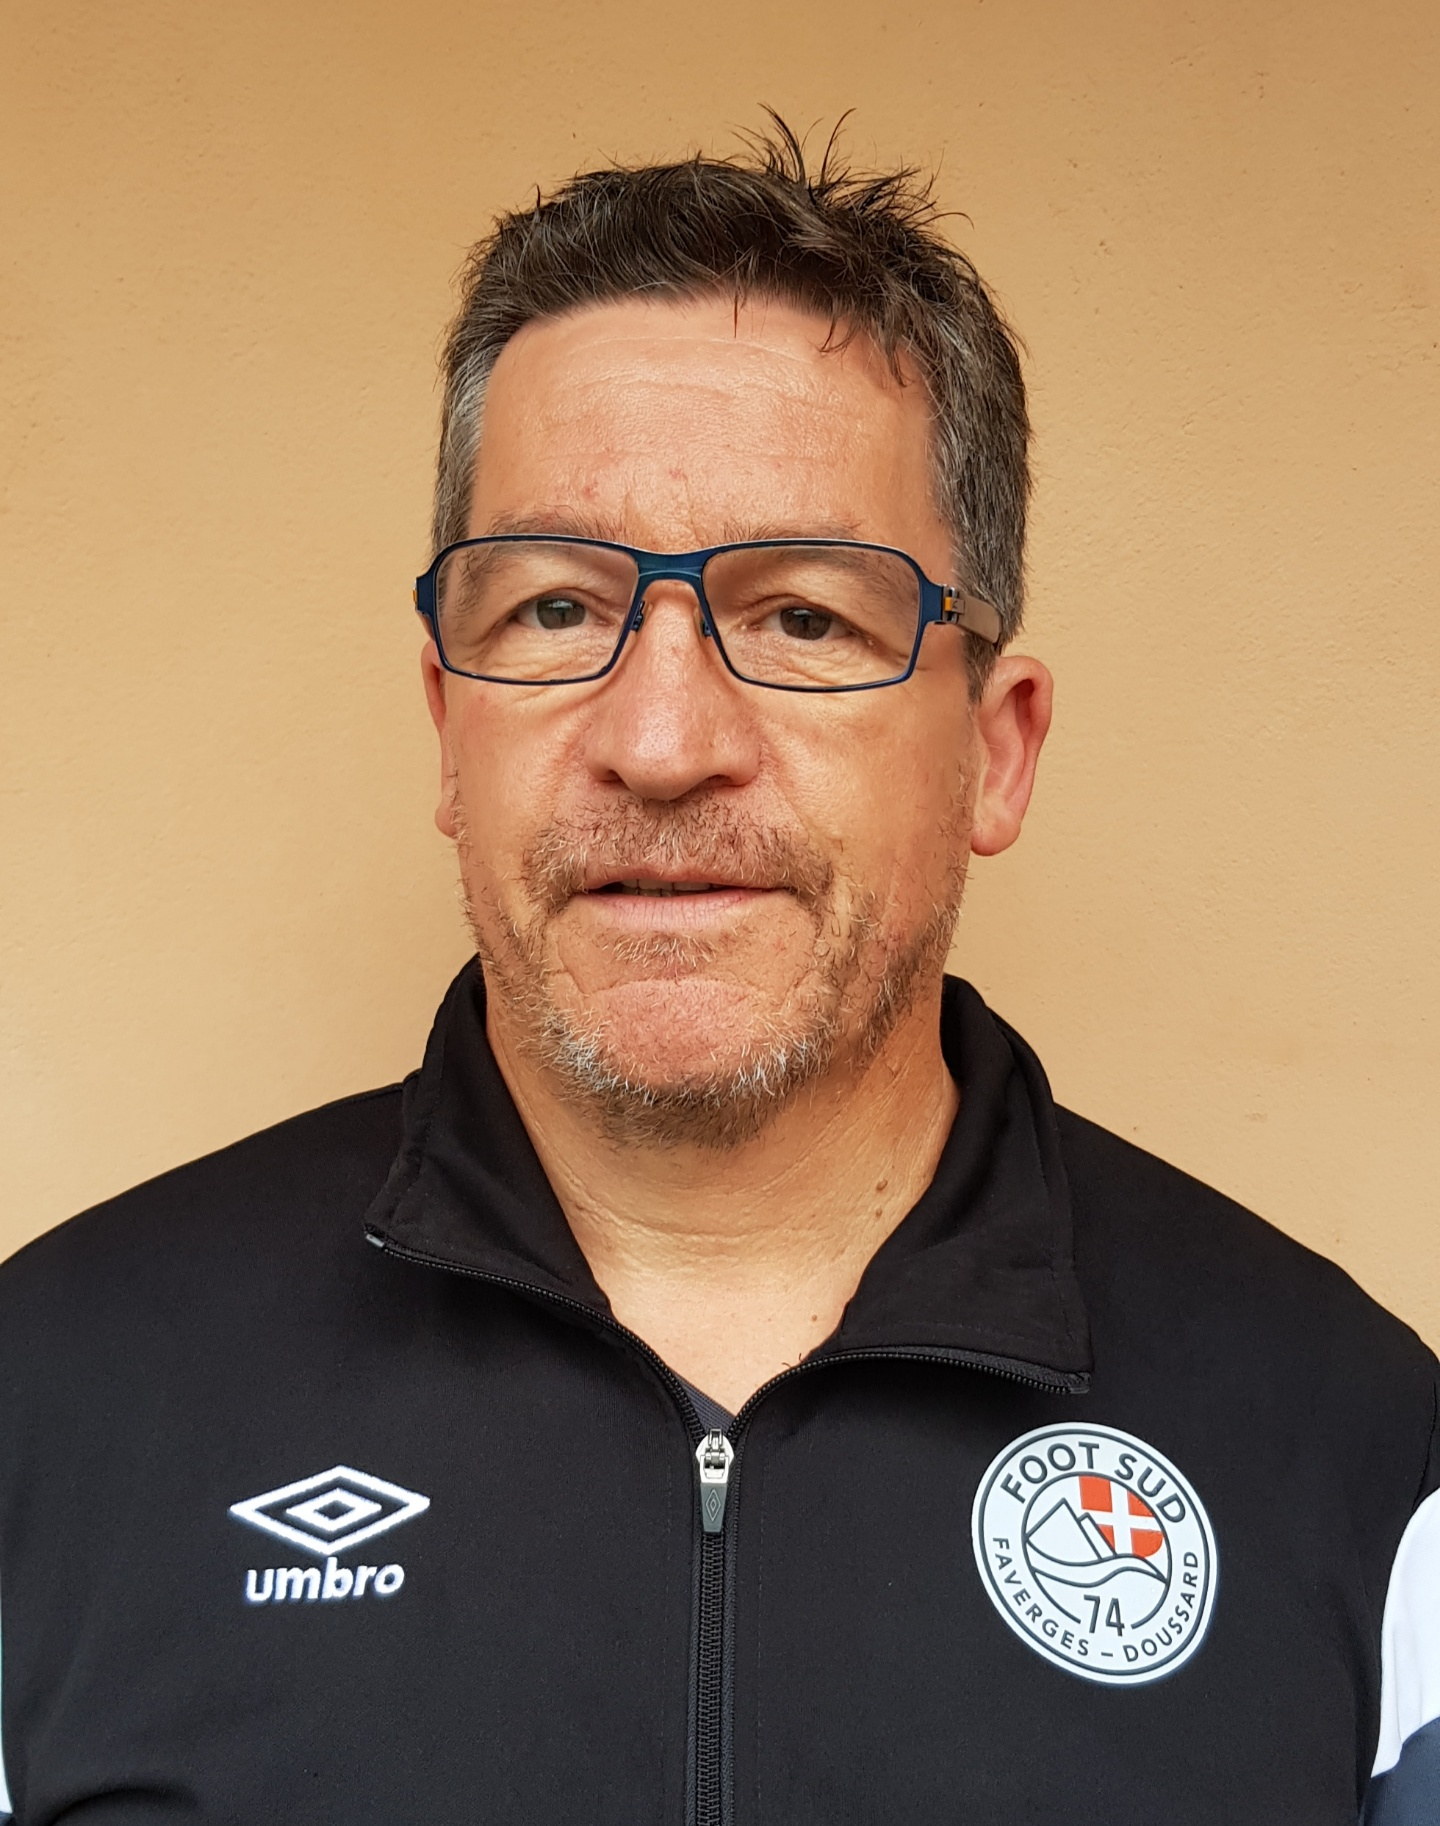 umbro
FOOT SUD
74
FAVERGES – DOUSSARD